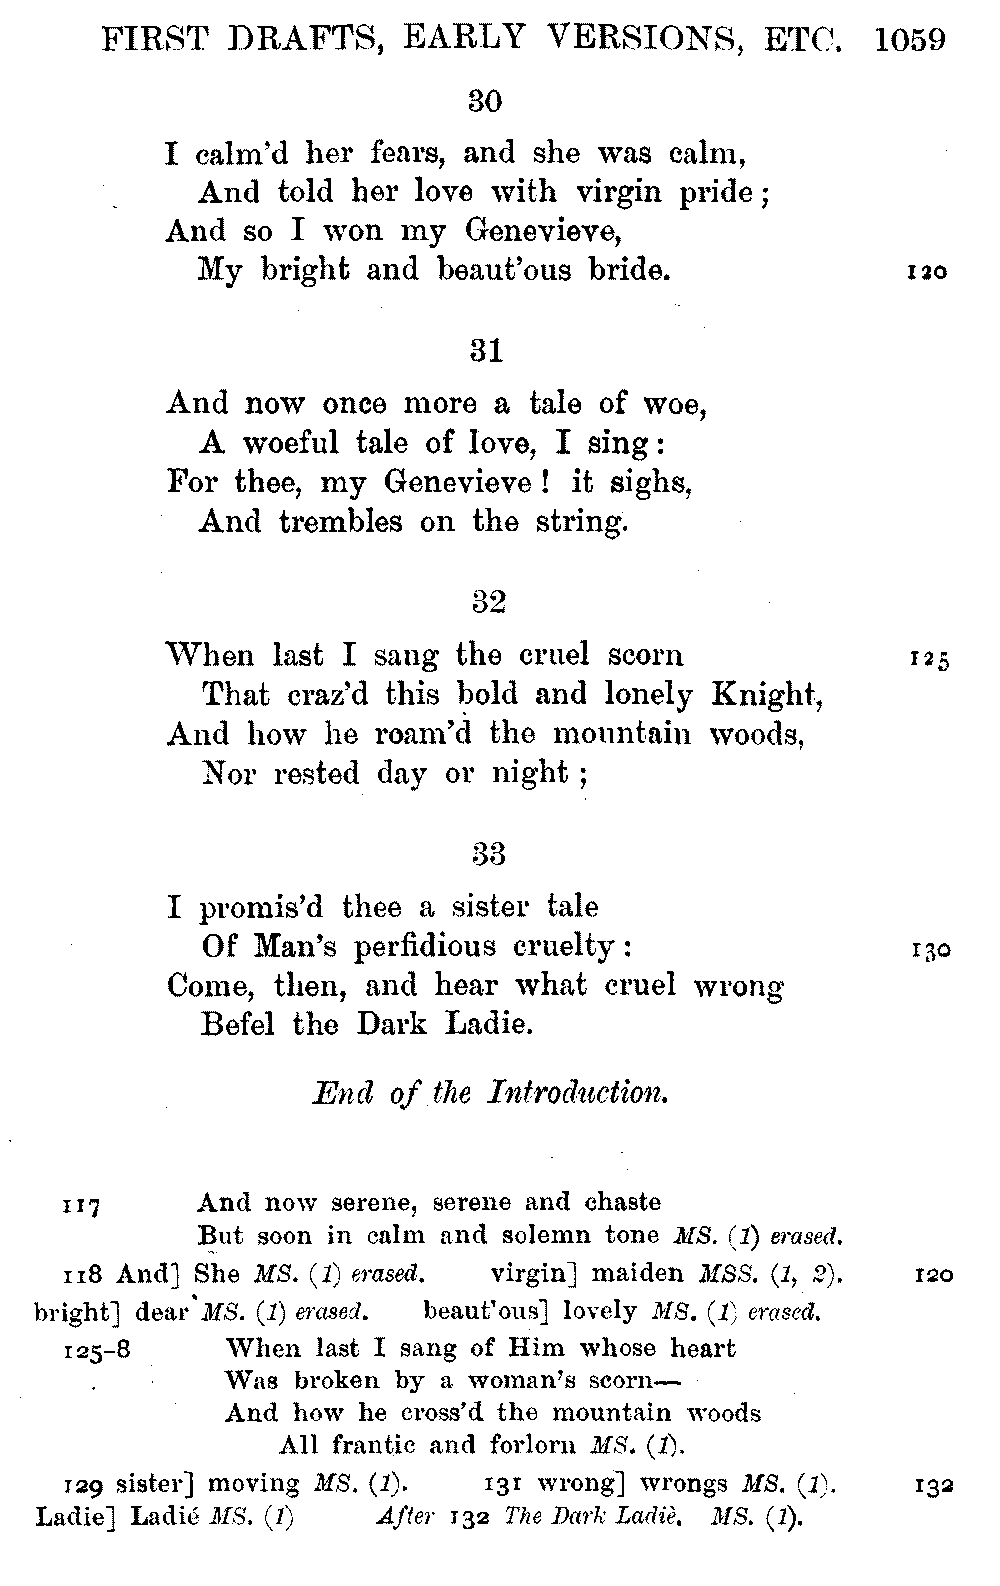 FIRST DRAFTS, EARLY VERSIONS, ETC. 1059
30
I calm'd her fears, and she was calm,
And told her love with virgin pride;
And so I won my Genevieve,
My bright and beaut'ous bride. 120
31
And now once more a tale of woe,
A woeful tale of love, I sing:
For thee, my Genevieve! it sighs,
And trembles on the string.
32
When last I sang the cruel scorn 125
That craz'd this bold and lonely Knight,
And how he roam'd the mountain woods,
Nor rested day or night;
33
I promis'd thee a sister tale
Of Man's perfidious cruelty: 130
Come, then, and hear what cruel wrong
Befel the Dark Ladie.
End of the Introduction.
117 And now serene, serene and chaste
But soon in calm and solemn tone MS. (1) erased.
118 And] She MS. (1) erased. virgin] maiden MSS. (1, 2). 120
bright] dear MS. (1) erased. beaut'ous] lovely MS. (1) erased.
125-8 When last I sang of Him whose heart
Was broken by a woman's scorn—
And how he cross'd the mountain woods
All frantic and forlorn MS. (1).
129 sister] moving MS. (1). 131 wrong] wrongs MS. (1). 132
Ladie] Ladié MS. (1) After 132 The Dark Ladiè. MS. (1).